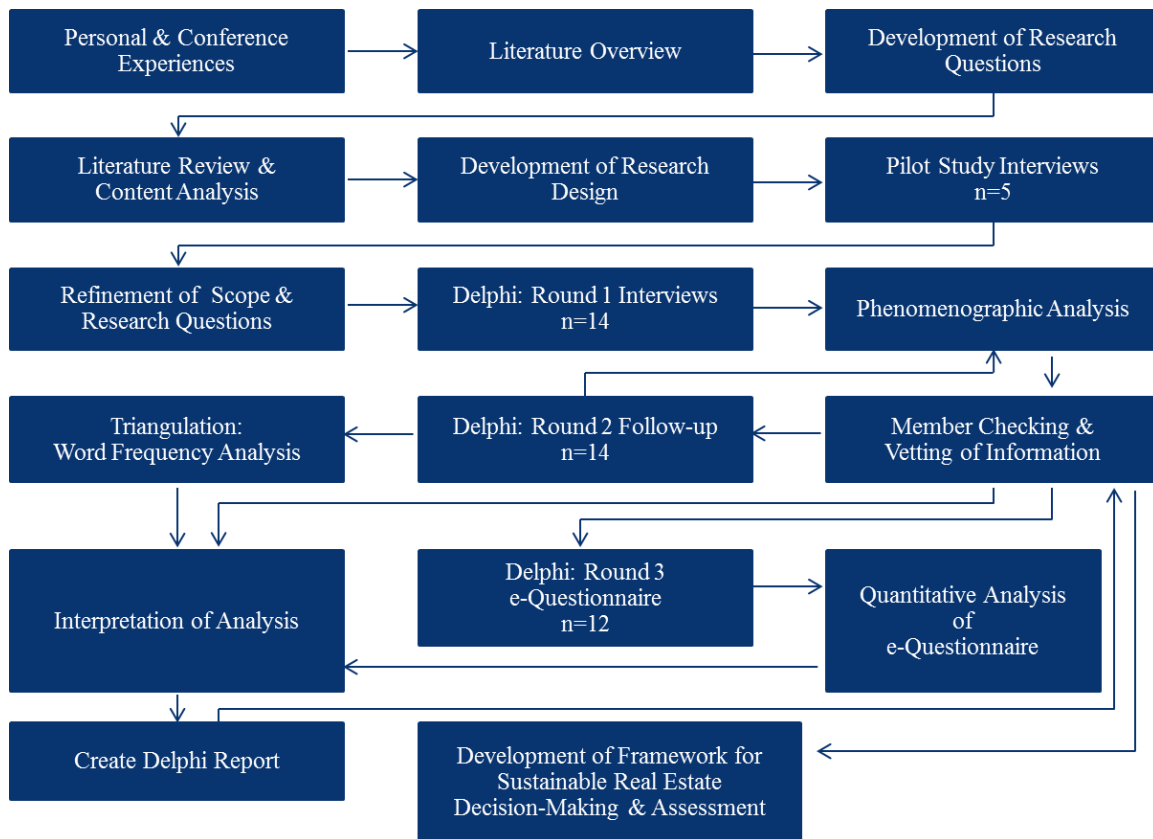 Personal & Conference
Experiences
Literature Overview
Development of Research
Questions
Literature Review &
Content Analysis
Development of Research
Design
Pilot Study Interviews
n=5
Refinement of Scope &
Research Questions
Delphi: Round 1 Interviews
n=14
Phenomenographic Analysis
Triangulation:
Word Frequency Analysis
Delphi: Round 2 Follow-up
n=14
Member Checking &
Vetting of Information
Interpretation of Analysis
Delphi: Round 3
e-Questionnaire
n=12
Quantitative Analysis
of
e-Questionnaire
Create Delphi Report
Development of Framework for
Sustainable Real Estate
Decision-Making & Assessment